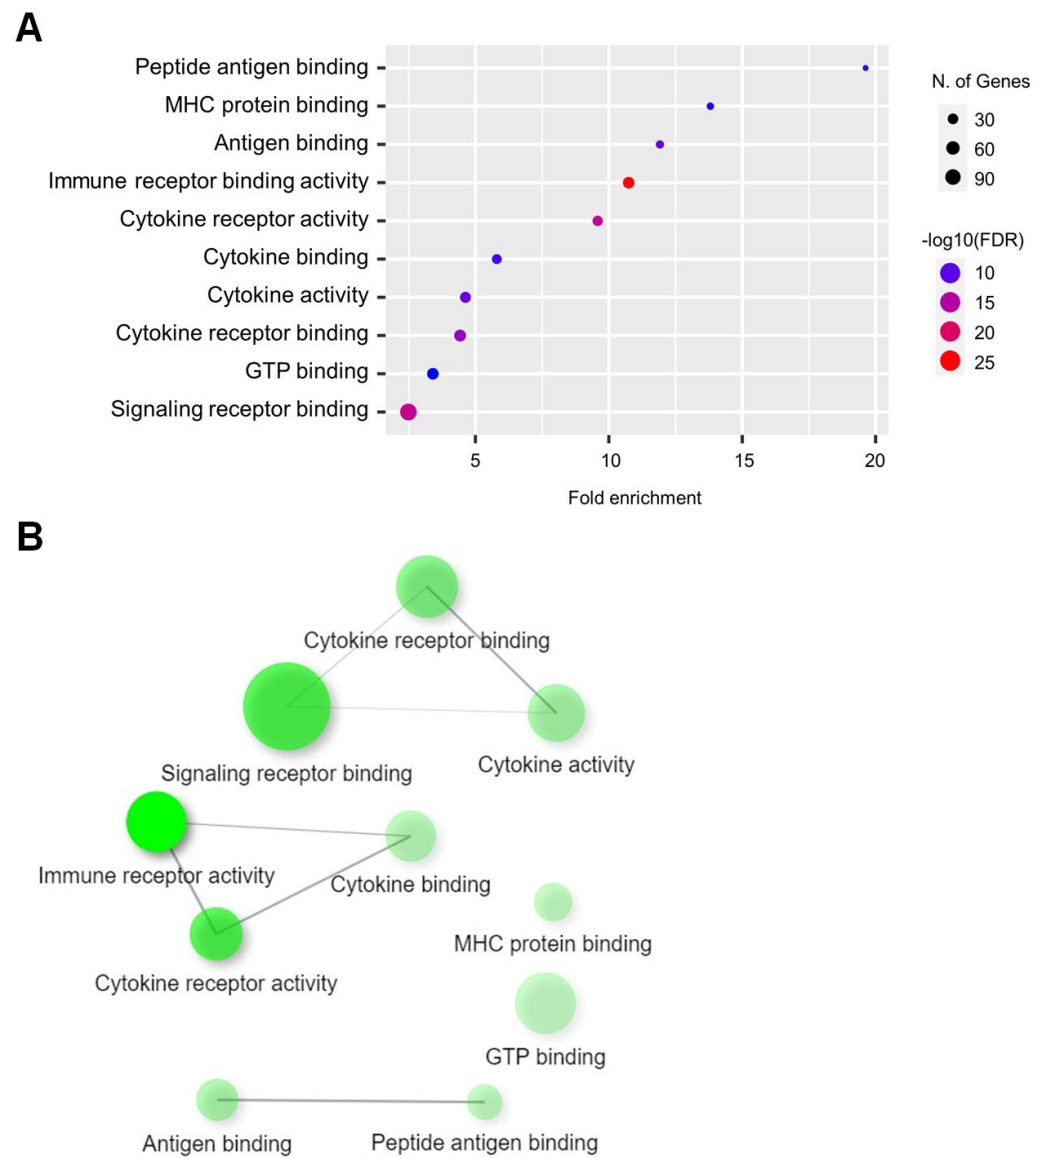 A
Peptide antigen binding
MHC protein binding
Antigen binding
Immune receptor binding activity
Cytokine receptor activity
Cytokine binding
Cytokine activity
Cytokine receptor binding
GTP binding
Signaling receptor binding
5 10 15 20
Fold enrichment
N. of Genes
30
60
90
-log10(FDR)
10
15
20
25
B
Cytokine receptor binding
Cytokine activity
Signaling receptor binding
Immune receptor activity
Cytokine binding
MHC protein binding
Cytokine receptor activity
GTP binding
Antigen binding
Peptide antigen binding